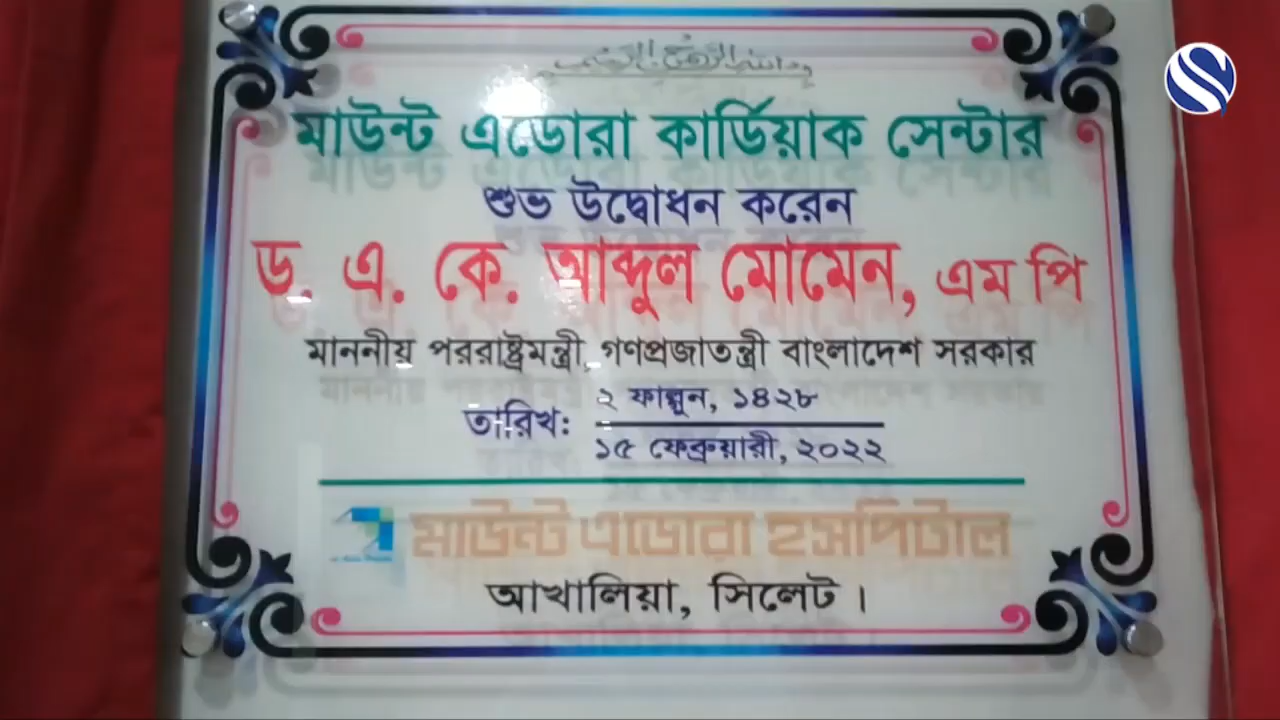 মাউন্ট এডোরা কার্ডিয়াক সেন্টার
শুভ উদ্বোধন করেন
ড. এ. কে. আব্দুল মোমেন, এম পি
মাননীয় পররাষ্ট্রমন্ত্রী, গণপ্রজাতন্ত্রী বাংলাদেশ সরকার
তারিখ: ২ ফাল্গুন, ১৪২৮
১৫ ফেব্রুয়ারী, ২০২২
মাউন্ট এডোরা হসপিটাল
আখালিয়া, সিলেট।